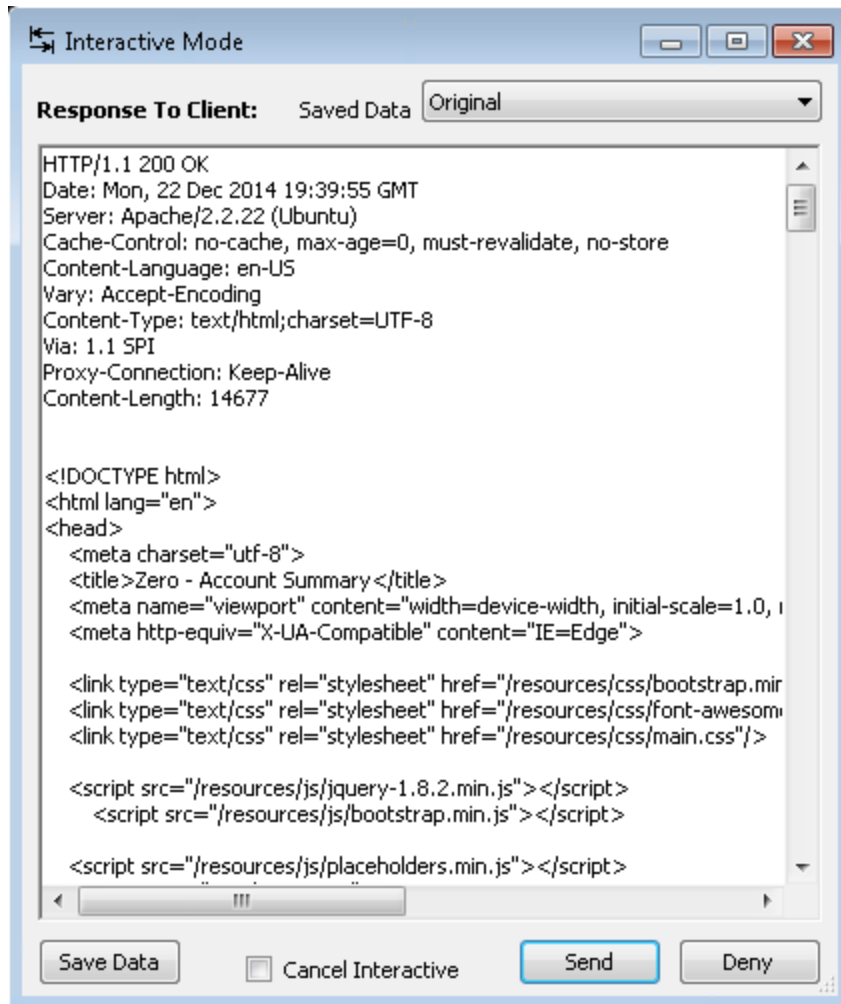 Interactive Mode
Response To Client: Saved Data Original
HTTP/1.1 200 OK
Date: Mon, 22 Dec 2014 19:39:55 GMT
Server: Apache/2.2.22 (Ubuntu)
Cache-Control: no-cache, max-age=0, must-revalidate, no-store
Content-Language: en-US
Vary: Accept-Encoding
Content-Type: text/html;charset=UTF-8
Via: 1.1 SPI
Proxy-Connection: Keep-Alive
Content-Length: 14677
<!DOCTYPE html>
<html lang="en">
<head>
<meta charset="utf-8">
<title>Zero - Account Summary</title>
<meta name="viewport" content="width=device-width, initial-scale=1.0,
<meta http-equiv="X-UA-Compatible" content="IE=Edge">
<link type="text/css" rel="stylesheet" href="/resources/css/bootstrap.min
<link type="text/css" rel="stylesheet" href="/resources/css/font-awesom
<link type="text/css" rel="stylesheet" href="/resources/css/main.css"/>
<script src="/resources/js/jquery-1.8.2.min.js"></script>
<script src="/resources/js/bootstrap.min.js"></script>
<script src="/resources/js/placeholders.min.js"></script>
Save Data Cancel Interactive Send Deny